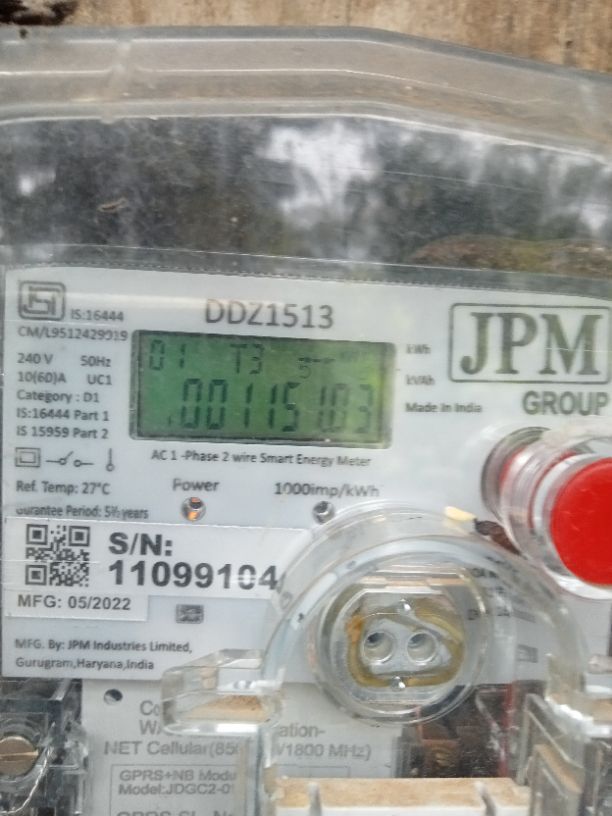 IS:16444
CM/L9512429919
DDZ1513
240 V 50Hz
10(60)A UC1
Category : D1
IS:16444 Part 1
IS 15959 Part 2
01 T3
001151.03
kWh
kVAh
Made in India
JPM
GROUP
AC 1 -Phase 2 wire Smart Energy Meter
Ref. Temp: 27°C
Power
1000imp/kWh
Gurantee Period: 5½ years
S/N:
11099104
MFG: 05/2022
MFG. By: JPM Industries Limited,
Gurugram,Haryana,India
NET Cellular(850
/1800 MHz)
GPRS+NB
Model:JDGC2-0